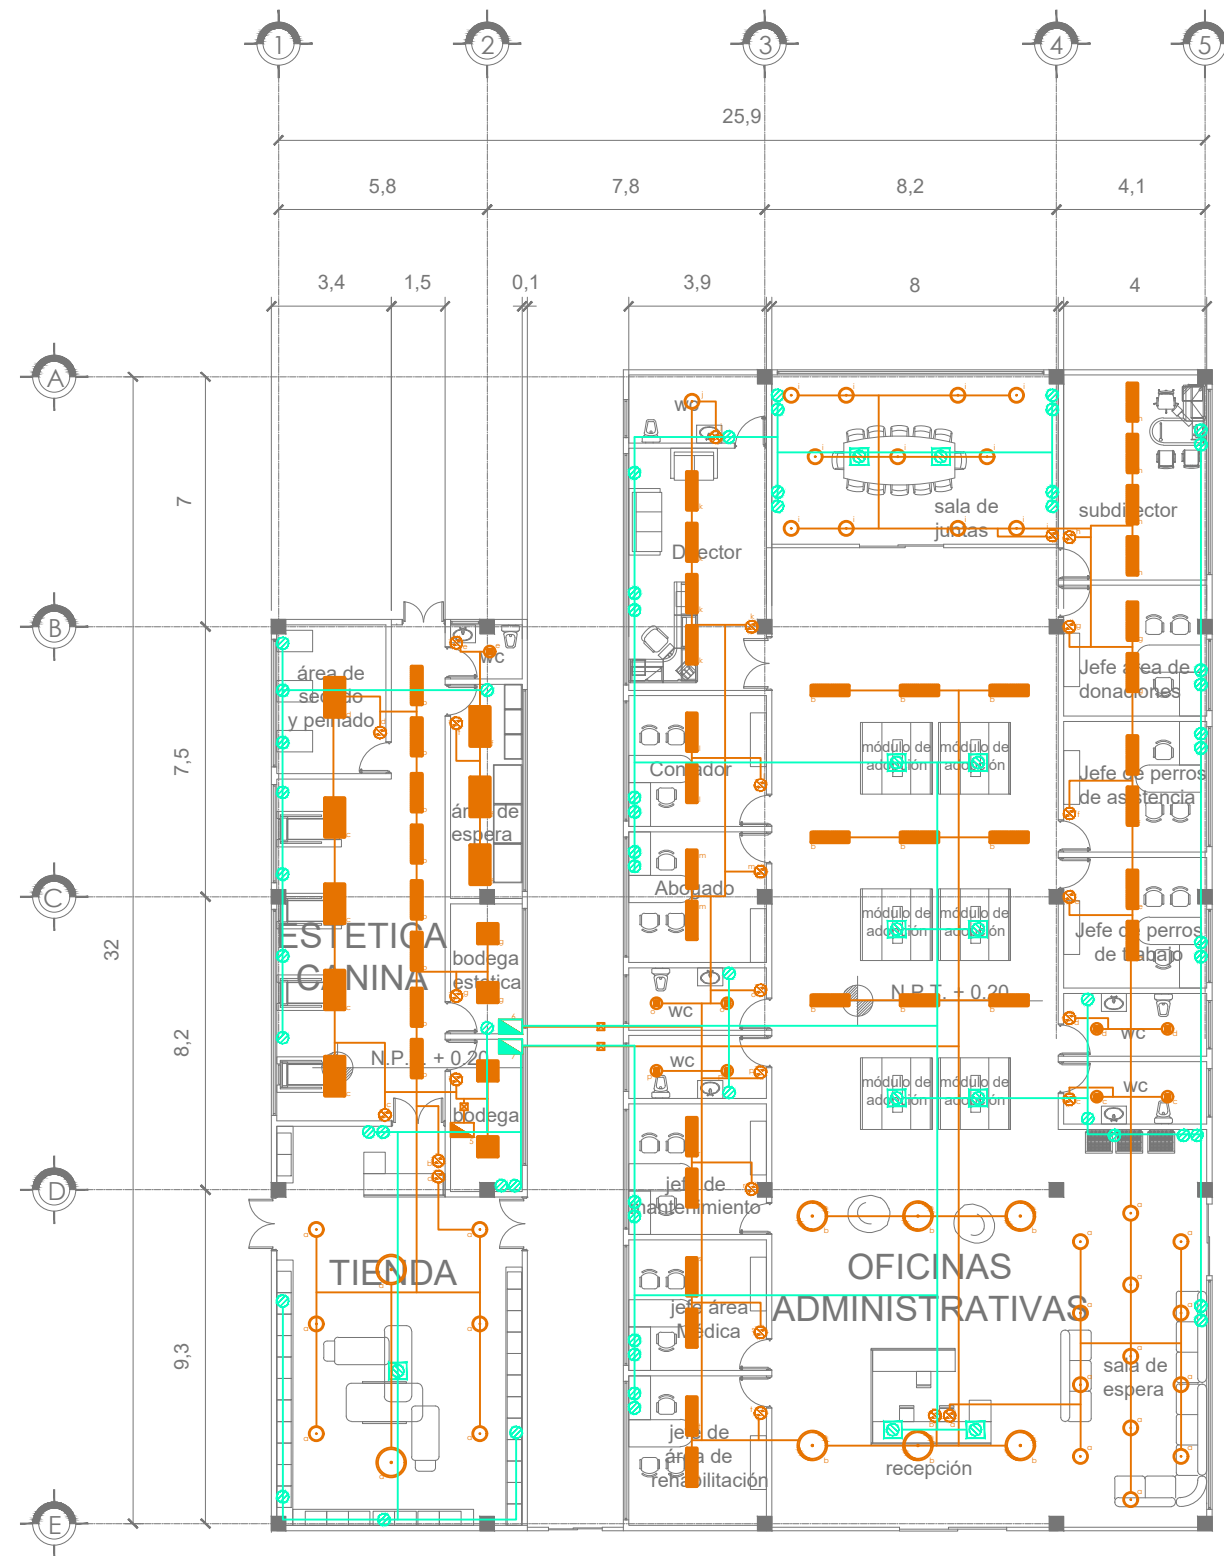 1 2 3 4 5
25,9
5,8 7,8 8,2 4,1
3,4 1,5 0,1 3,9 8 4
A
B
C
D
E
32
7
7,5
8,2
9,3
wc
Director
sala de
juntas
subdirector
área de
secado
y peinado
wc
área de
espera
Contador
Abogado
módulo de
adopción
módulo de
adopción
Jefe área de
donaciones
Jefe de perros
de asistencia
Jefe de perros
de trabajo
ESTETICA
CANINA
bodega
estetica
N.P.T. + 0.20
bodega
wc
wc
módulo de
adopción
módulo de
adopción
N.P.T. + 0.20
módulo de
adopción
módulo de
adopción
wc
wc
jefe de
mantenimiento
jefe área
Médica
jefe de
área de
rehabilitación
TIENDA
OFICINAS
ADMINISTRATIVAS
sala de
espera
recepción